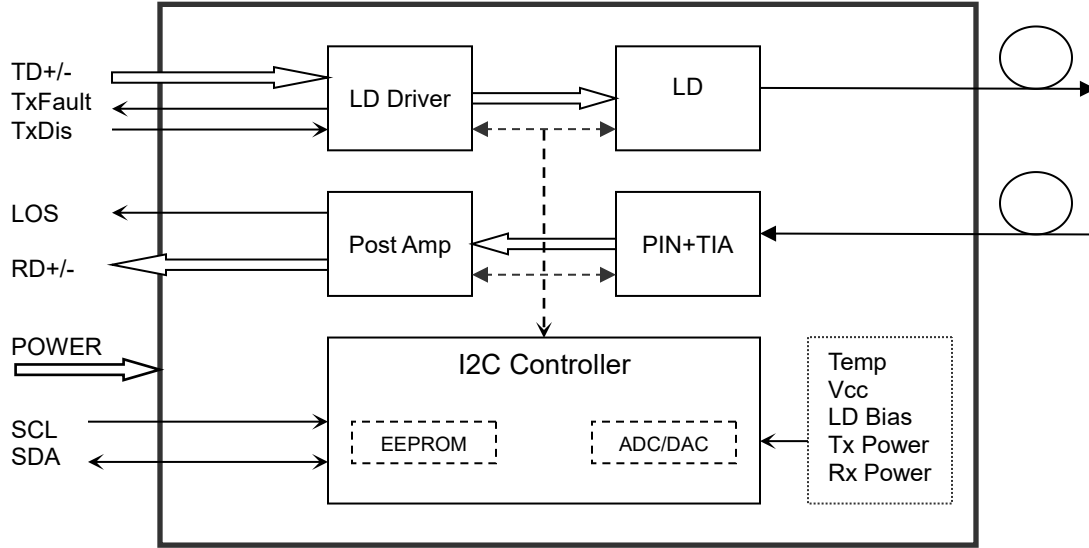 TD+/-
TxFault
TxDis
LD Driver
LD
LOS
RD+/-
Post Amp
PIN+TIA
POWER
SCL
SDA
I2C Controller
EEPROM
ADC/DAC
Temp
Vcc
LD Bias
Tx Power
Rx Power